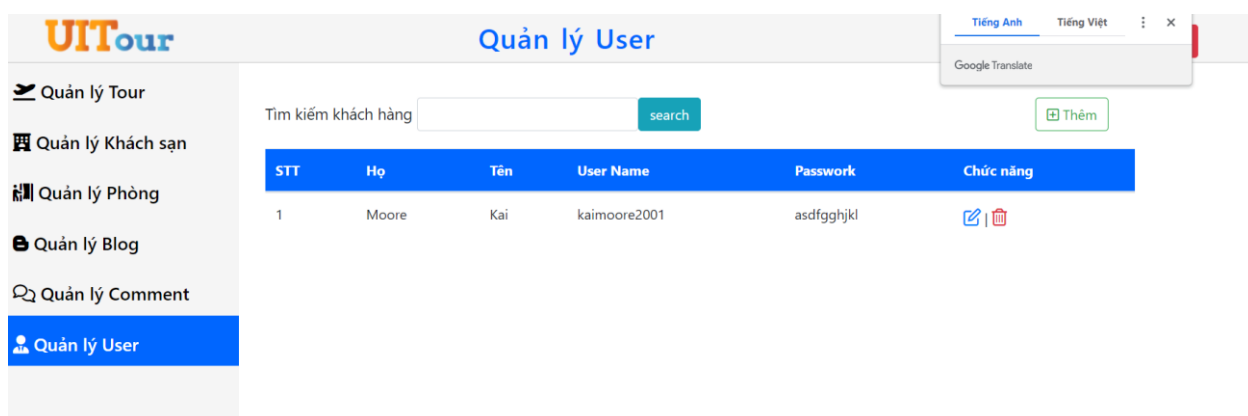 UITour
Quản lý User
Tiếng Anh Tiếng Việt
Google Translate
Quản lý Tour
Quản lý Khách sạn
Quản lý Phòng
Quản lý Blog
Quản lý Comment
Quản lý User
Tìm kiếm khách hàng search Thêm
STT Họ Tên User Name Passwork Chức năng
1 Moore Kai kaimoore2001 asdfgghjkl |